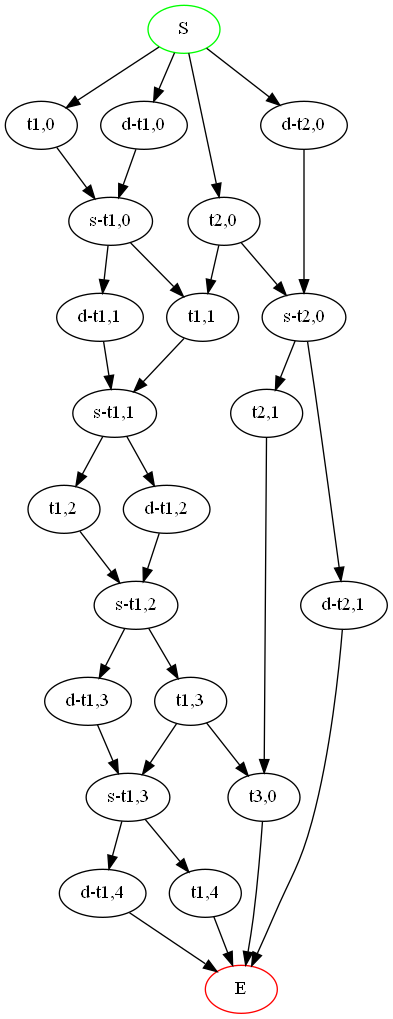 S
t1,0
d-t1,0
d-t2,0
s-t1,0
t2,0
d-t1,1
t1,1
s-t2,0
s-t1,1
t2,1
t1,2
d-t1,2
s-t1,2
d-t2,1
d-t1,3
t1,3
s-t1,3
t3,0
d-t1,4
t1,4
E